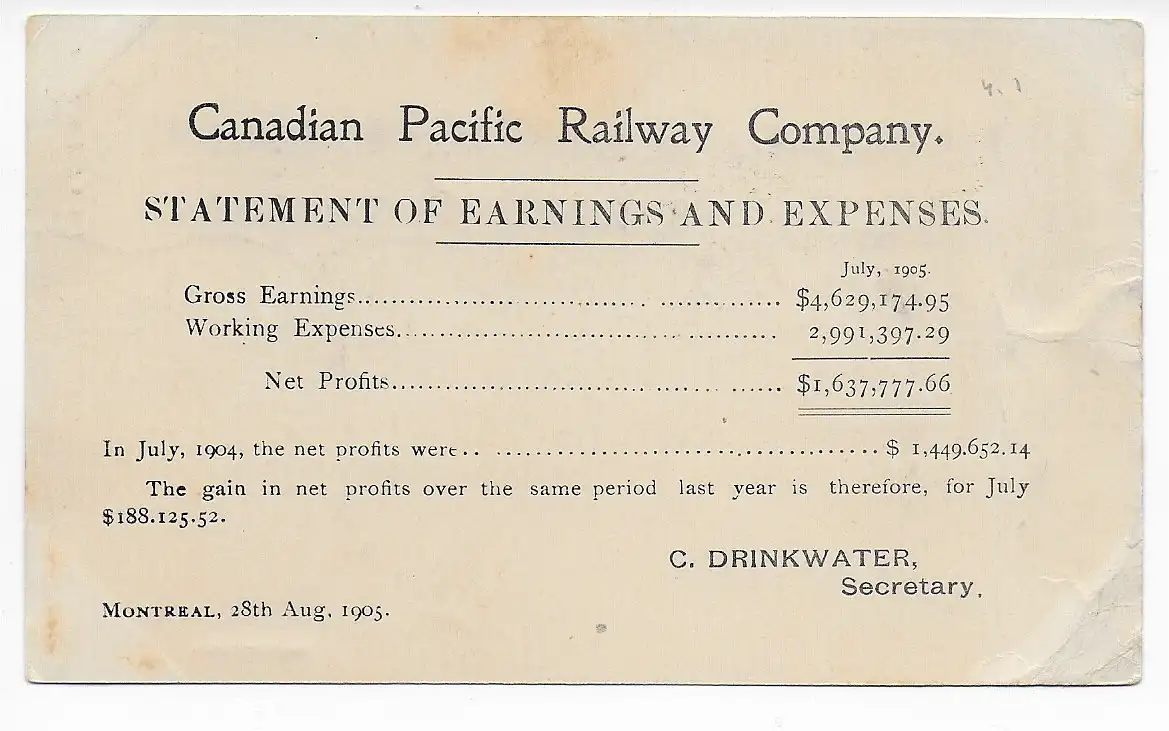 Canadian Pacific Railway Company.
STATEMENT OF EARNINGS AND EXPENSES.
July, 1905.
Gross Earnings.................................................... $4,629,174.95
Working Expenses............................................... 2,991,397.29
Net Profits................................................ $1,637,777.66
In July, 1904, the net profits were.................................................. $ 1,449.652.14
The gain in net profits over the same period last year is therefore, for July
$188.125.52.
C. DRINKWATER,
Secretary.
MONTREAL, 28th Aug. 1905.